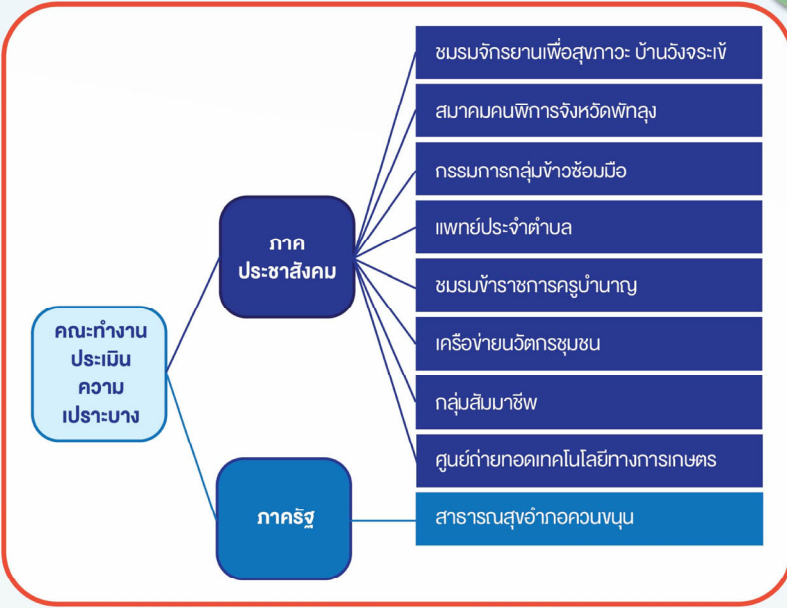 คณะทำงาน
ประเมิน
ความ
เปราะบาง
ภาค
ประชาสังคม
ชมรมจักรยานเพื่อสุขภาวะ บ้านวังจระเข้
สมาคมคนพิการจังหวัดพัทลุง
กรรมการกลุ่มข้าวซ้อมมือ
แพทย์ประจำตำบล
ชมรมข้าราชการครูบำนาญ
เครือข่ายนวัตกรชุมชน
กลุ่มสัมมาชีพ
ศูนย์ถ่ายทอดเทคโนโลยีทางการเกษตร
ภาครัฐ
สาธารณสุขอำภอควนขนุน